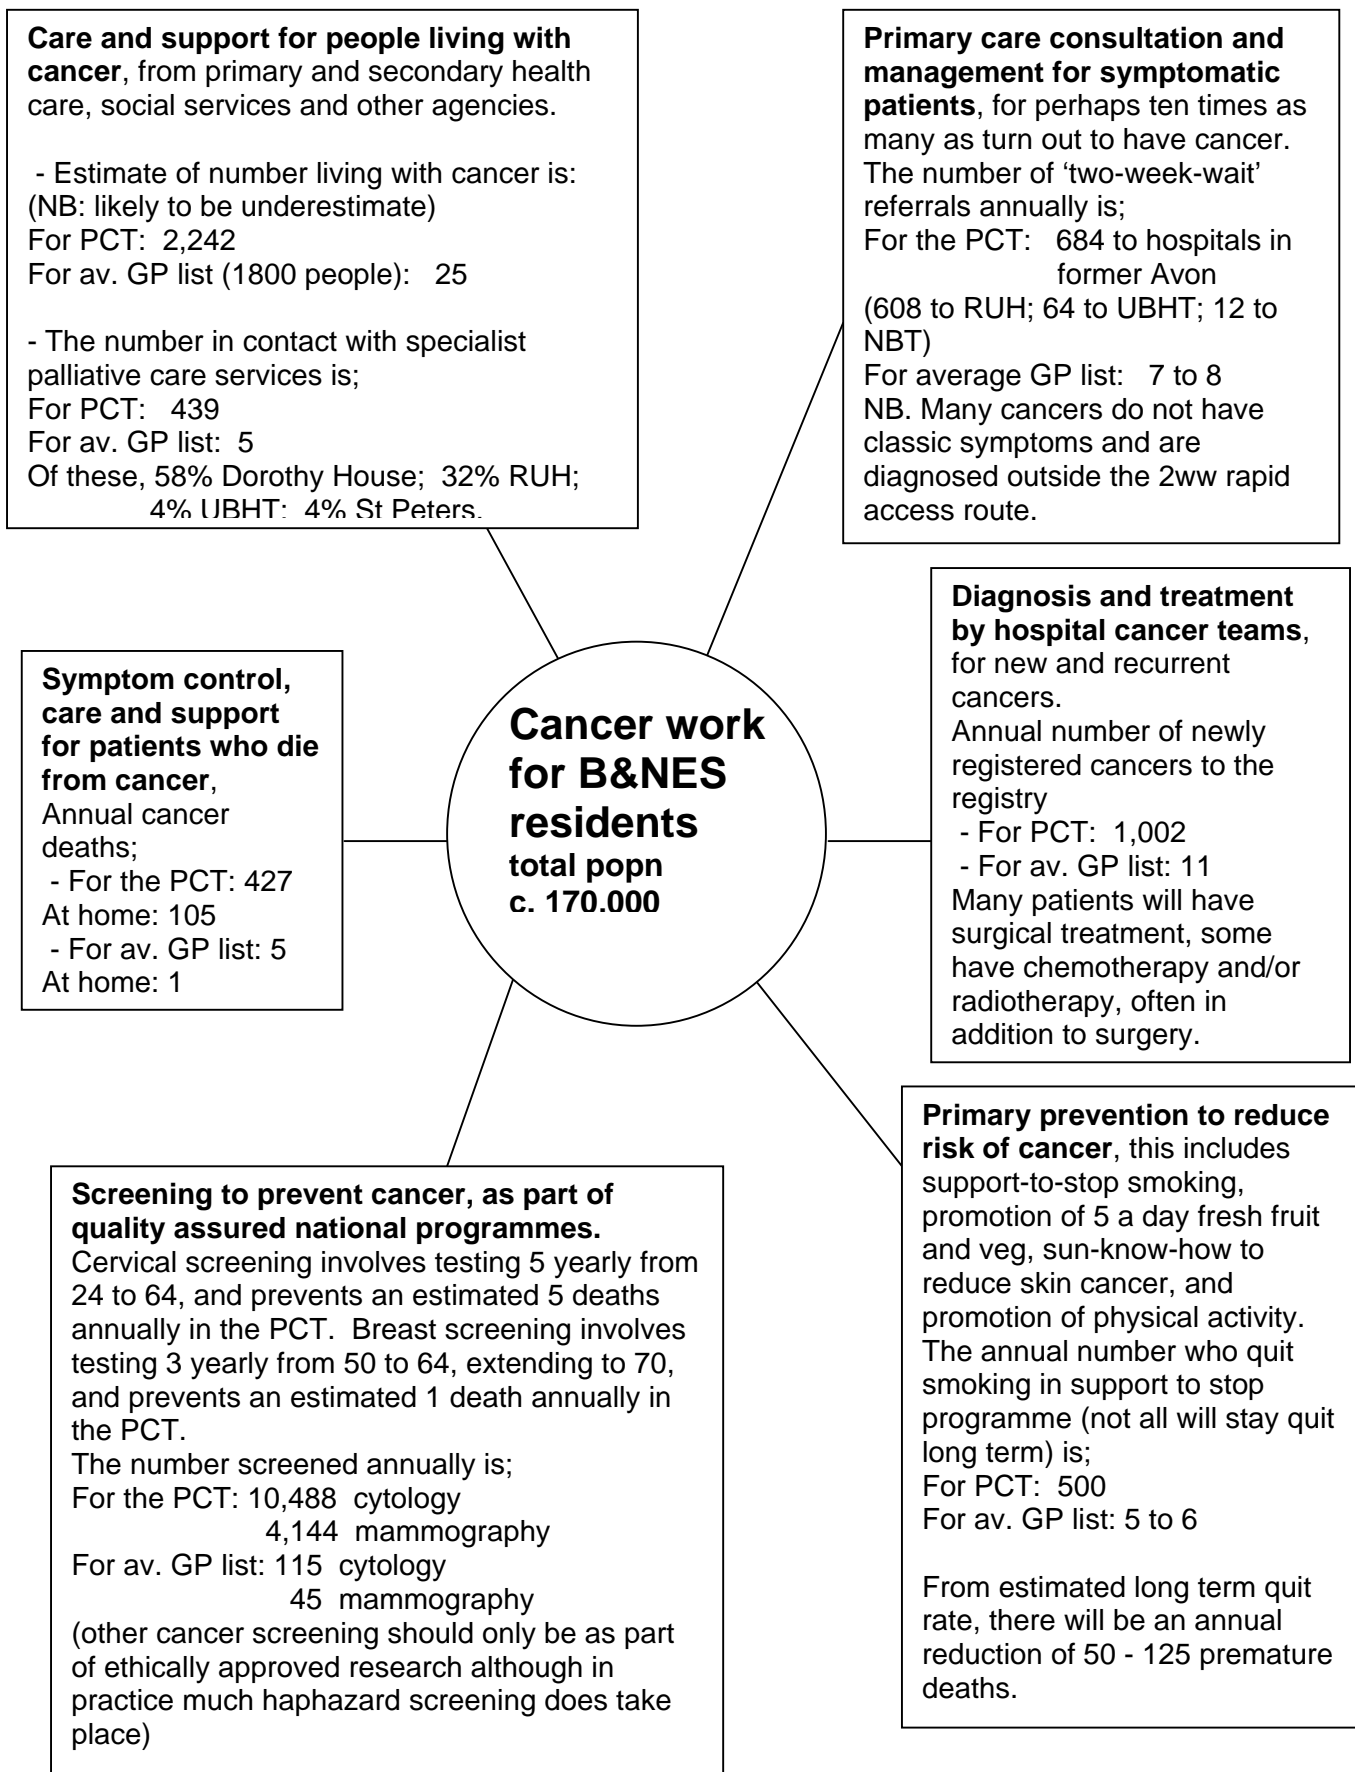 Care and support for people living with
cancer, from primary and secondary health
care, social services and other agencies.
- Estimate of number living with cancer is:
(NB: likely to be underestimate)
For PCT: 2,242
For av. GP list (1800 people): 25
- The number in contact with specialist
palliative care services is;
For PCT: 439
For av. GP list: 5
Of these, 58% Dorothy House; 32% RUH;
4% UBHT; 4% St Peters.
Primary care consultation and
management for symptomatic
patients, for perhaps ten times as
many as turn out to have cancer.
The number of ‘two-week-wait’
referrals annually is;
For the PCT: 684 to hospitals in
former Avon
(608 to RUH; 64 to UBHT; 12 to
NBT)
For average GP list: 7 to 8
NB. Many cancers do not have
classic symptoms and are
diagnosed outside the 2ww rapid
access route.
Symptom control,
care and support
for patients who die
from cancer,
Annual cancer
deaths;
- For the PCT: 427
At home: 105
- For av. GP list: 5
At home: 1
Cancer work
for B&NES
residents
total popn
c. 170,000
Diagnosis and treatment
by hospital cancer teams,
for new and recurrent
cancers.
Annual number of newly
registered cancers to the
registry
- For PCT: 1,002
- For av. GP list: 11
Many patients will have
surgical treatment, some
have chemotherapy and/or
radiotherapy, often in
addition to surgery.
Screening to prevent cancer, as part of
quality assured national programmes.
Cervical screening involves testing 5 yearly from
24 to 64, and prevents an estimated 5 deaths
annually in the PCT. Breast screening involves
testing 3 yearly from 50 to 64, extending to 70,
and prevents an estimated 1 death annually in
the PCT.
The number screened annually is;
For the PCT: 10,488 cytology
4,144 mammography
For av. GP list: 115 cytology
45 mammography
(other cancer screening should only be as part
of ethically approved research although in
practice much haphazard screening does take
place)
Primary prevention to reduce
risk of cancer, this includes
support-to-stop smoking,
promotion of 5 a day fresh fruit
and veg, sun-know-how to
reduce skin cancer, and
promotion of physical activity.
The annual number who quit
smoking in support to stop
programme (not all will stay quit
long term) is;
For PCT: 500
For av. GP list: 5 to 6
From estimated long term quit
rate, there will be an annual
reduction of 50 - 125 premature
deaths.